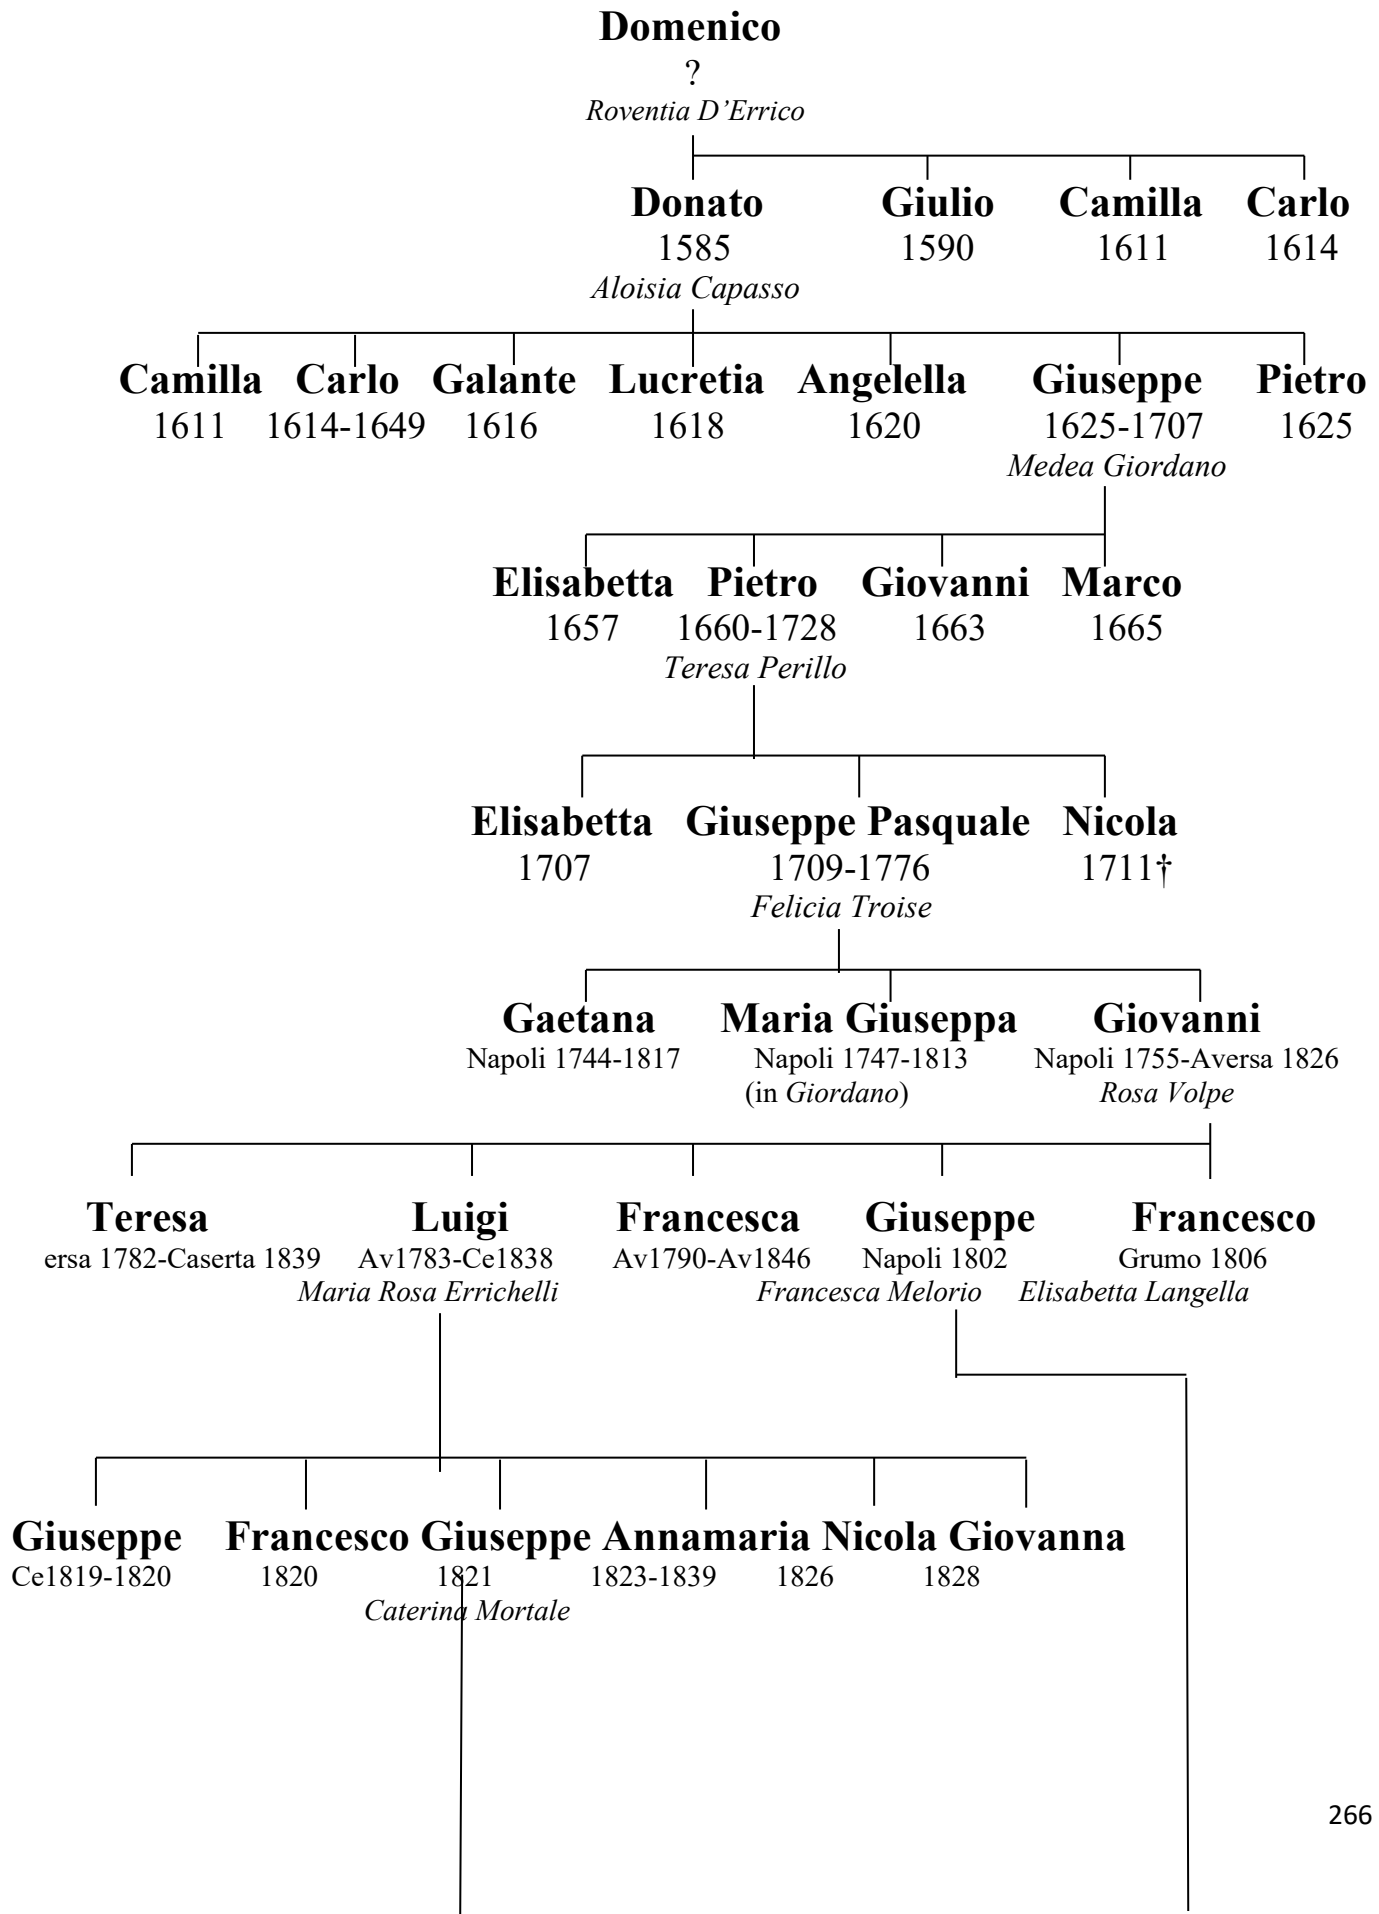 Domenico
?
Roventia D’Errico
Donato Giulio Camilla Carlo
1585 1590 1611 1614
Aloisia Capasso
Camilla Carlo Galante Lucretia Angelella Giuseppe Pietro
1611 1614-1649 1616 1618 1620 1625-1707 1625
Medea Giordano
Elisabetta Pietro Giovanni Marco
1657 1660-1728 1663 1665
Teresa Perillo
Elisabetta Giuseppe Pasquale Nicola
1707 1709-1776 1711†
Felicia Troise
Gaetana Maria Giuseppa Giovanni
Napoli 1744-1817 Napoli 1747-1813 Napoli 1755-Aversa 1826
(in Giordano) Rosa Volpe
Teresa Luigi Francesca Giuseppe Francesco
ersa 1782-Caserta 1839 Av1783-Ce1838 Av1790-Av1846 Napoli 1802 Grumo 1806
Maria Rosa Errichelli Francesca Melorio Elisabetta Langella
Giuseppe Francesco Giuseppe Annamaria Nicola Giovanna
Ce1819-1820 1820 1821 1823-1839 1826 1828
Caterina Mortale
266